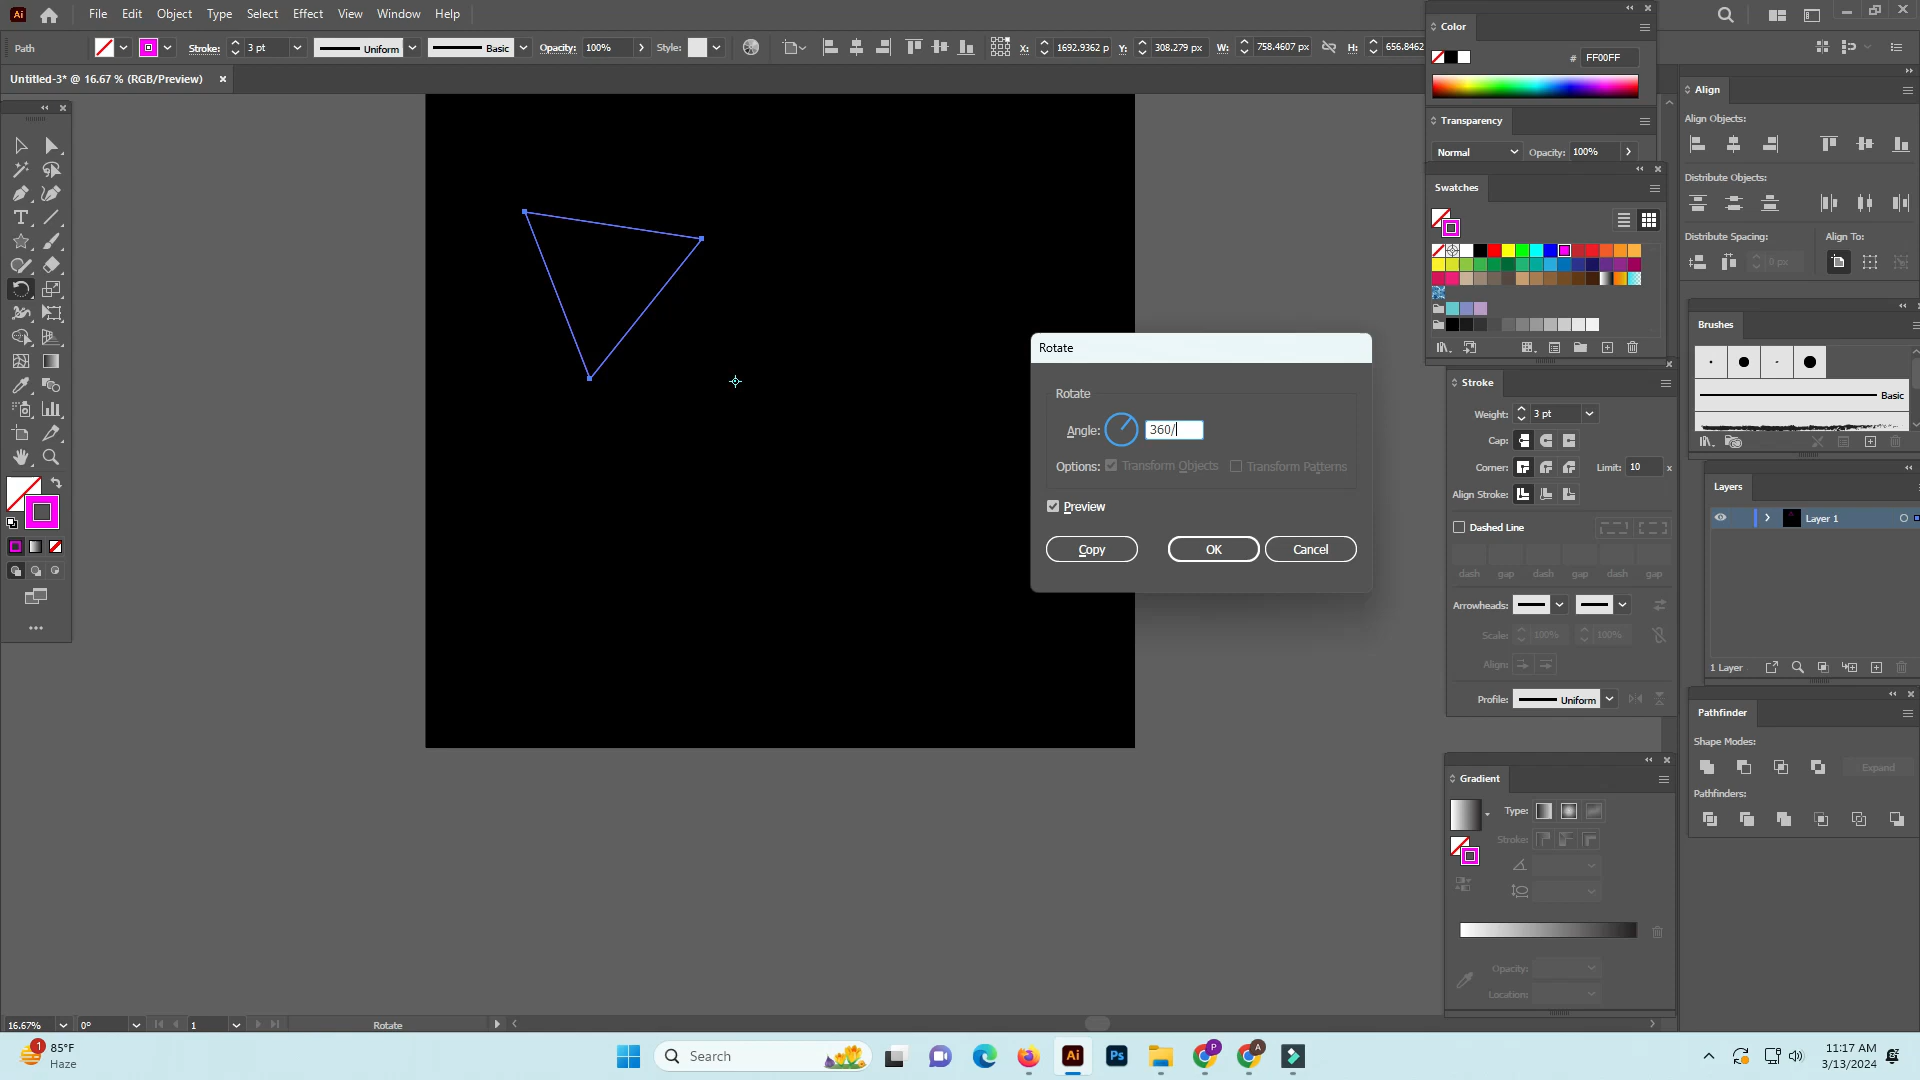 Ai File Edit Object Type Select Effect View Window Help
Path Stroke: 3 pt Uniform Basic Opacity: 100% Style: X: 1692.9362 p Y: 308.279 px W: 758.4607 px H: 656.8462
Untitled-3* @ 16.67 % (RGB/Preview) ×
Color
# FF00FF
Transparency
Normal Opacity: 100%
Swatches
Align
Align Objects:
Distribute Objects:
Distribute Spacing: Align To:
0 px
Brushes
Basic
Stroke
Weight: 3 pt
Cap:
Corner: Limit: 10 x
Align Stroke:
Dashed Line
dash gap dash gap dash gap
Arrowheads:
Scale: 100% 100%
Align:
Profile: Uniform
Layers
Layer 1
1 Layer
Pathfinder
Shape Modes:
Expand
Pathfinders:
Gradient
Type:
Stroke:
Opacity:
Location:
Rotate
Rotate
Angle: 360/
Options: Transform Objects Transform Patterns
Preview
Copy OK Cancel
16.67% 0° 1 Rotate
1 85°F
Haze
Search
Ai Ps P A
11:17 AM
3/13/2024